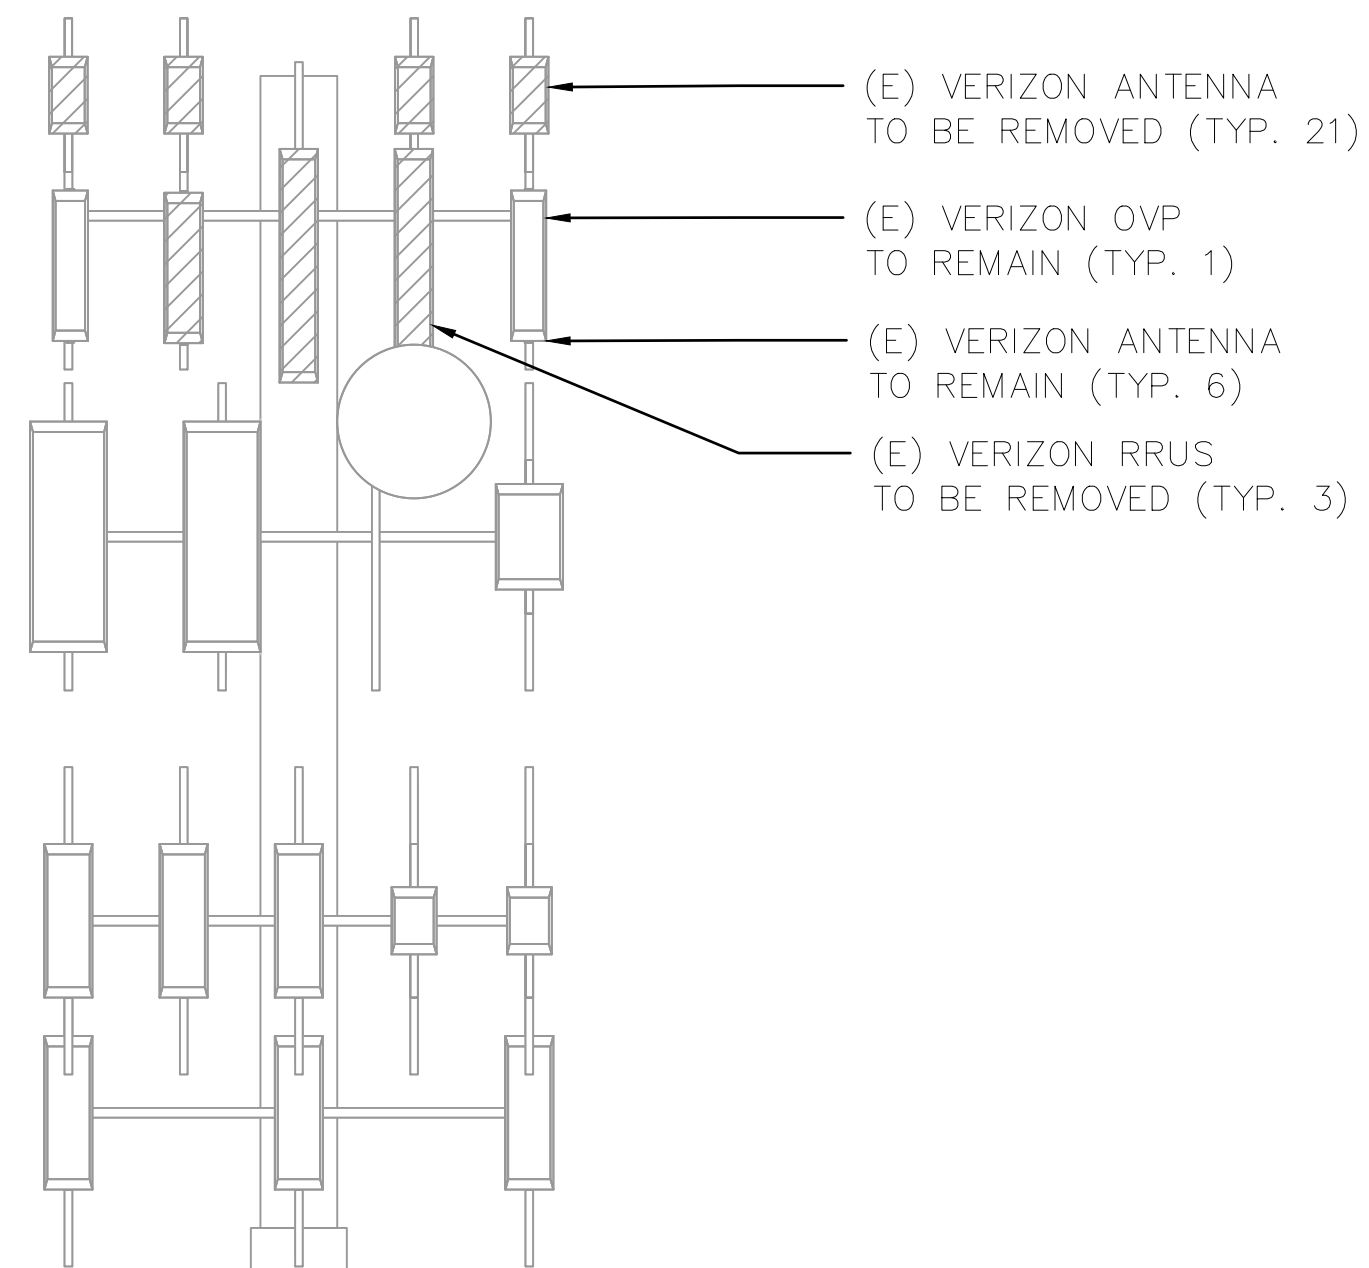 (E) VERIZON ANTENNA
TO BE REMOVED (TYP. 21)
(E) VERIZON OVP
TO REMAIN (TYP. 1)
(E) VERIZON ANTENNA
TO REMAIN (TYP. 6)
(E) VERIZON RRUS
TO BE REMOVED (TYP. 3)